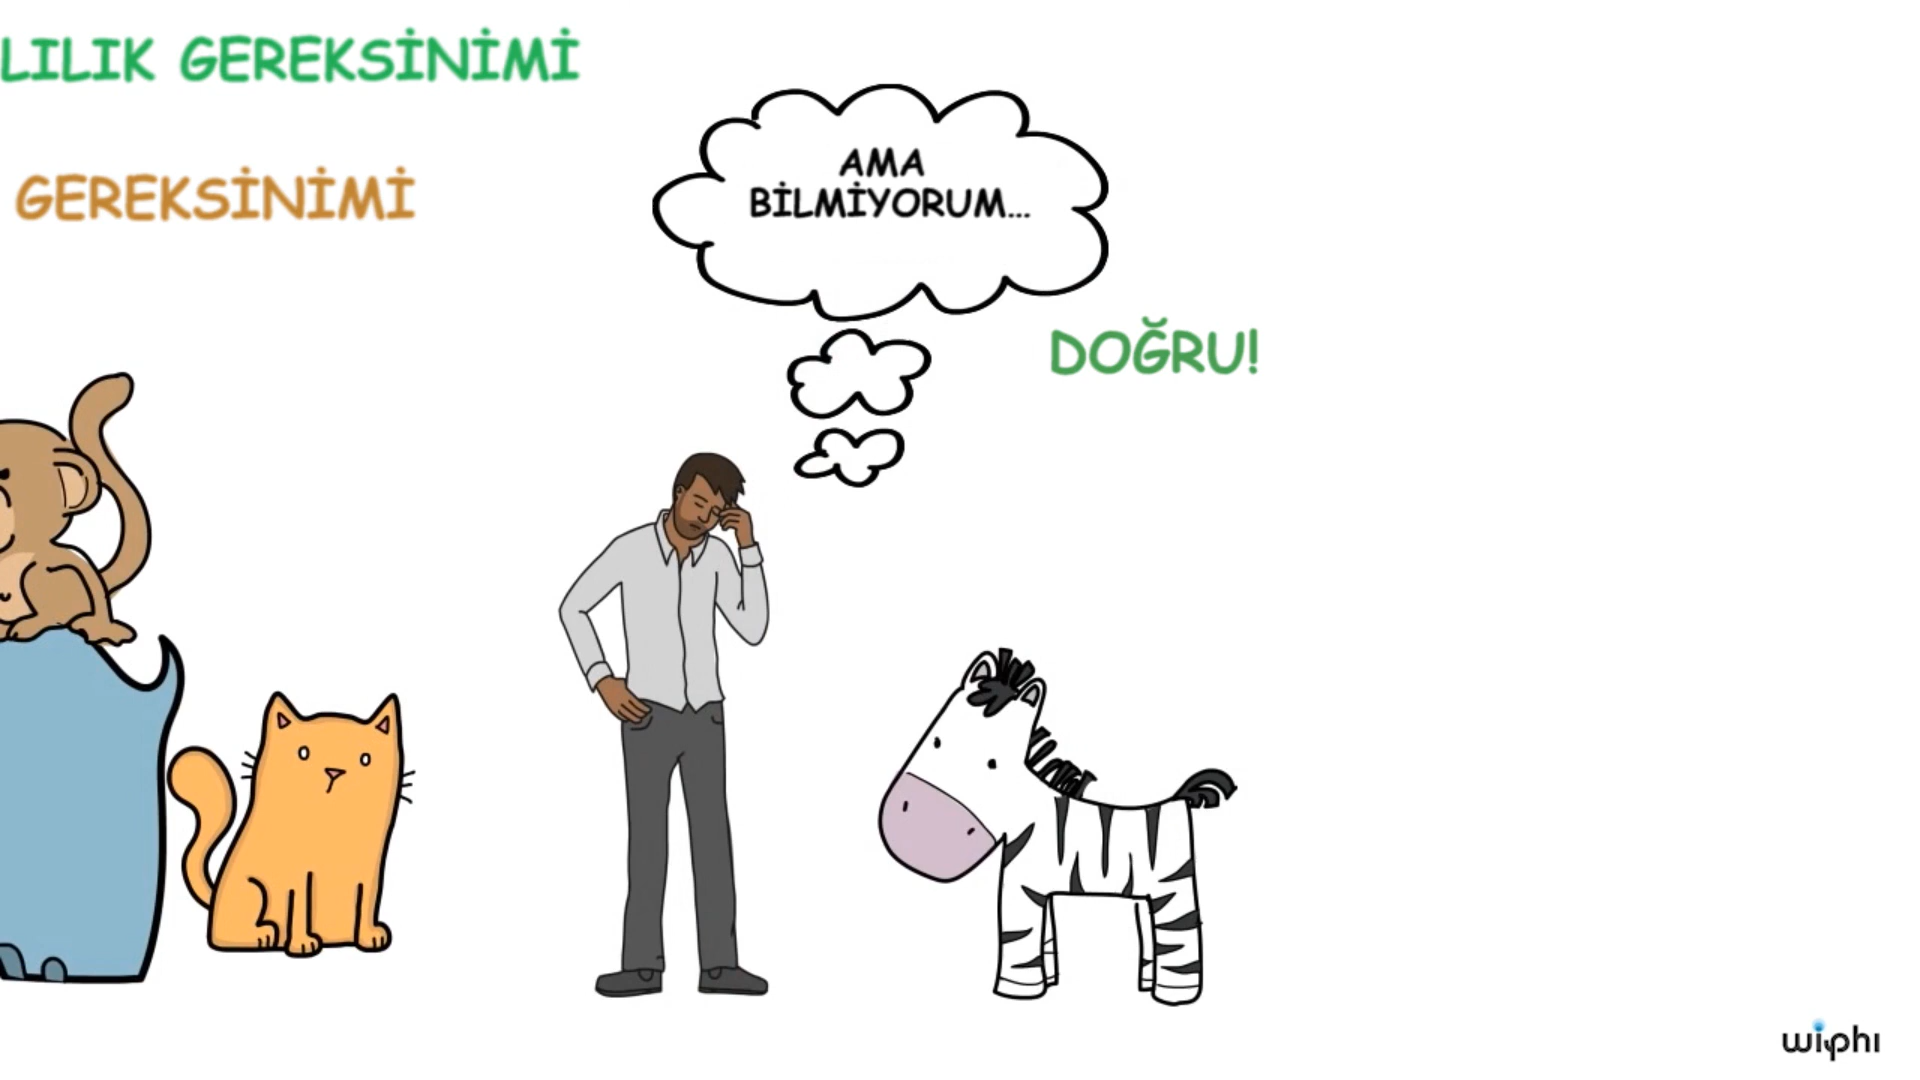 LILIK GEREKSİNİMİ
GEREKSİNİMİ
AMA
BİLMİYORUM...
DOĞRU!
wiphi